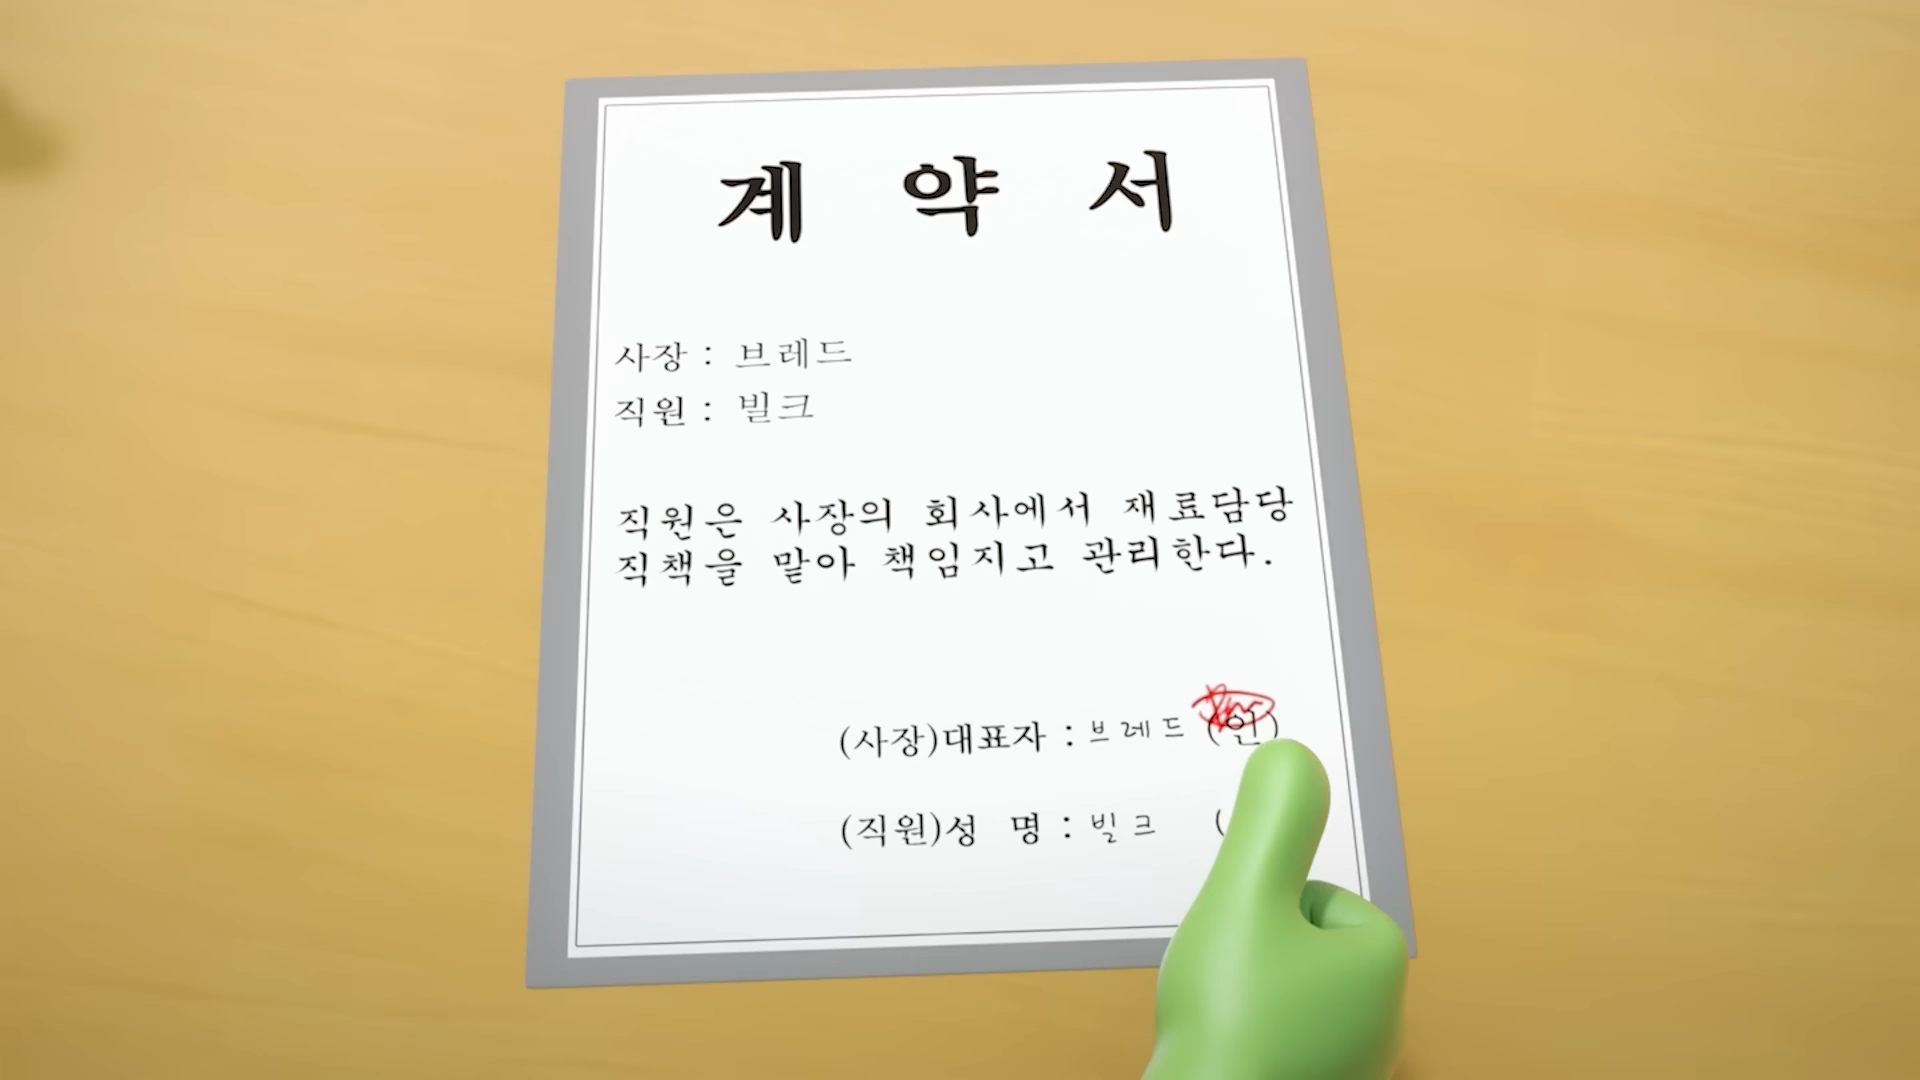 계 약 서
사장 : 브레드
직원 : 빌크
직원은 사장의 회사에서 재료담당
직책을 맡아 책임지고 관리한다.
(사장)대표자 : 브레드 (인)
(직원)성 명 : 빌크 (